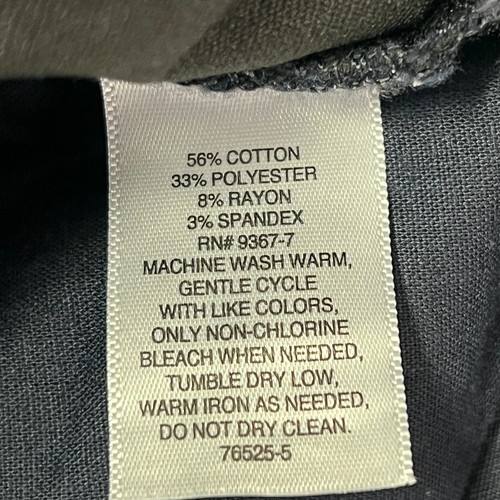 56% COTTON
33% POLYESTER
8% RAYON
3% SPANDEX
RN# 9367-7
MACHINE WASH WARM,
GENTLE CYCLE
WITH LIKE COLORS,
ONLY NON-CHLORINE
BLEACH WHEN NEEDED,
TUMBLE DRY LOW,
WARM IRON AS NEEDED,
DO NOT DRY CLEAN.
76525-5